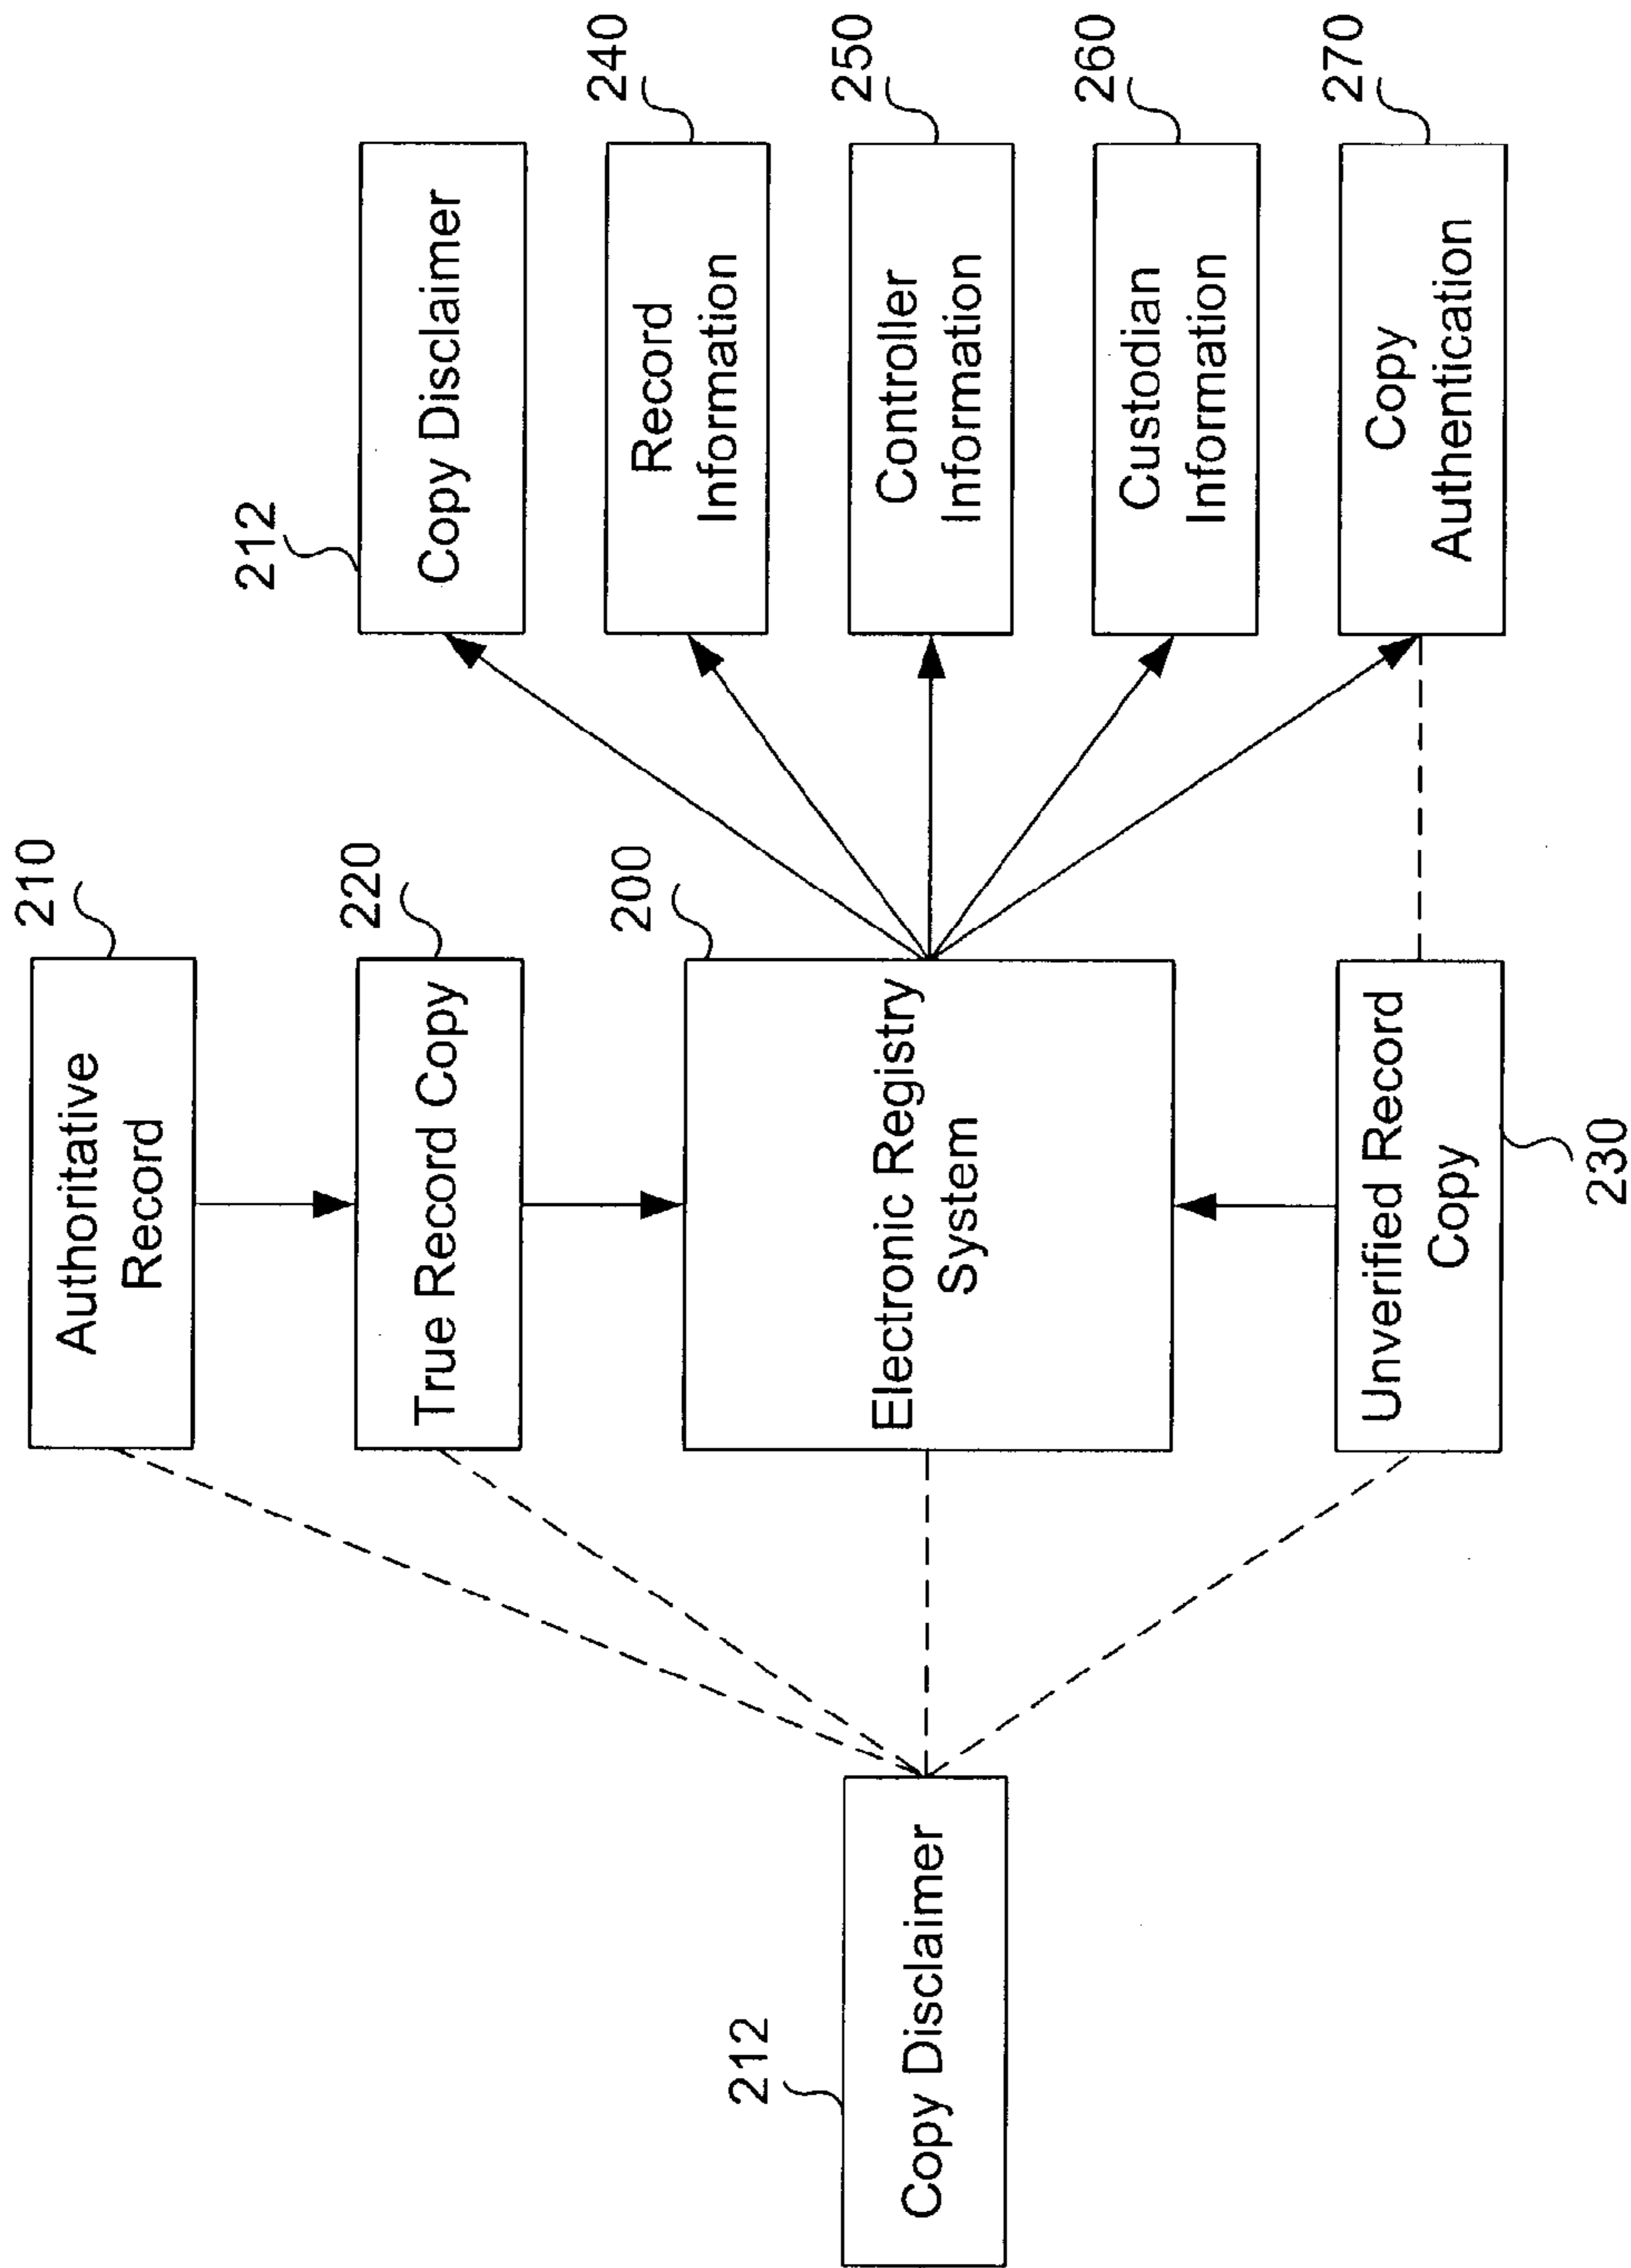 210
Authoritative
Record
220
True Record Copy
200
Electronic Registry
System
Unverified Record
Copy
230
212
Copy Disclaimer
212
Copy Disclaimer
240
Record
Information
250
Controller
Information
260
Custodian
Information
270
Copy
Authentication